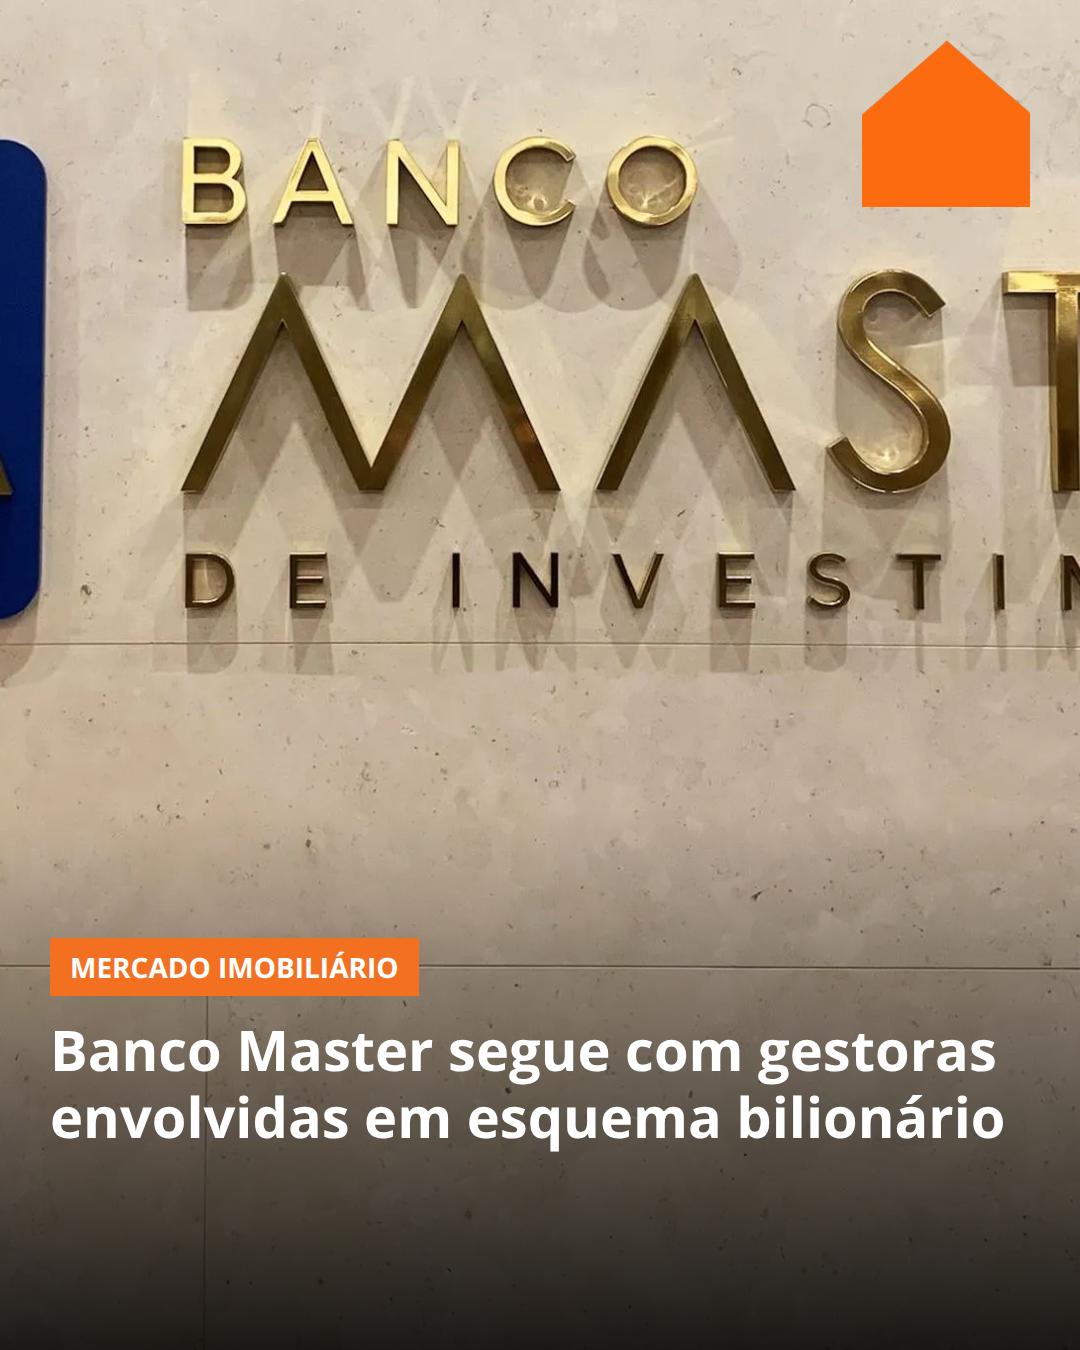 BANCO
MAST
DE INVESTIM
MERCADO IMOBILIÁRIO
Banco Master segue com gestoras
envolvidas em esquema bilionário